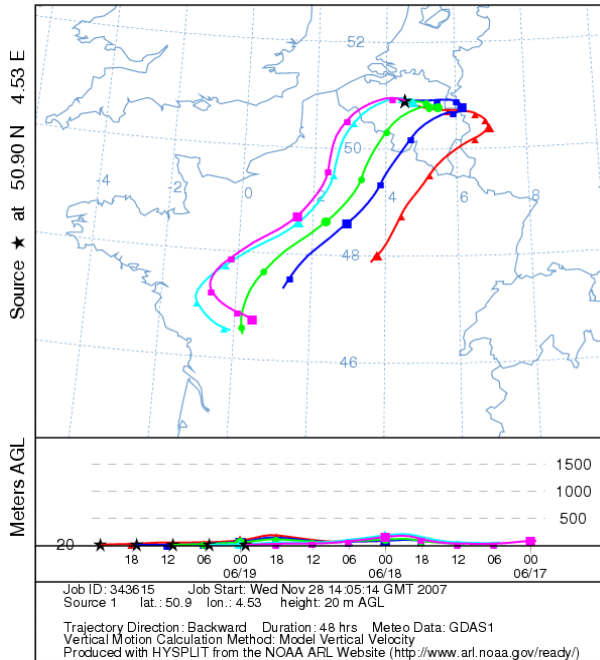 Source ★ at 50.90 N 4.53 E
52
50
-4
-2
0
2
4
6
8
48
46
Meters AGL
1500
1000
500
20
18 12 06 00 18 12 06 00 18 12 06 00
06/19 06/18 06/17
Job ID: 343615 Job Start: Wed Nov 28 14:05:14 GMT 2007
Source 1 lat.: 50.9 lon.: 4.53 height: 20 m AGL
Trajectory Direction: Backward Duration: 48 hrs Meteo Data: GDAS1
Vertical Motion Calculation Method: Model Vertical Velocity
Produced with HYSPLIT from the NOAA ARL Website (http://www.arl.noaa.gov/ready/)